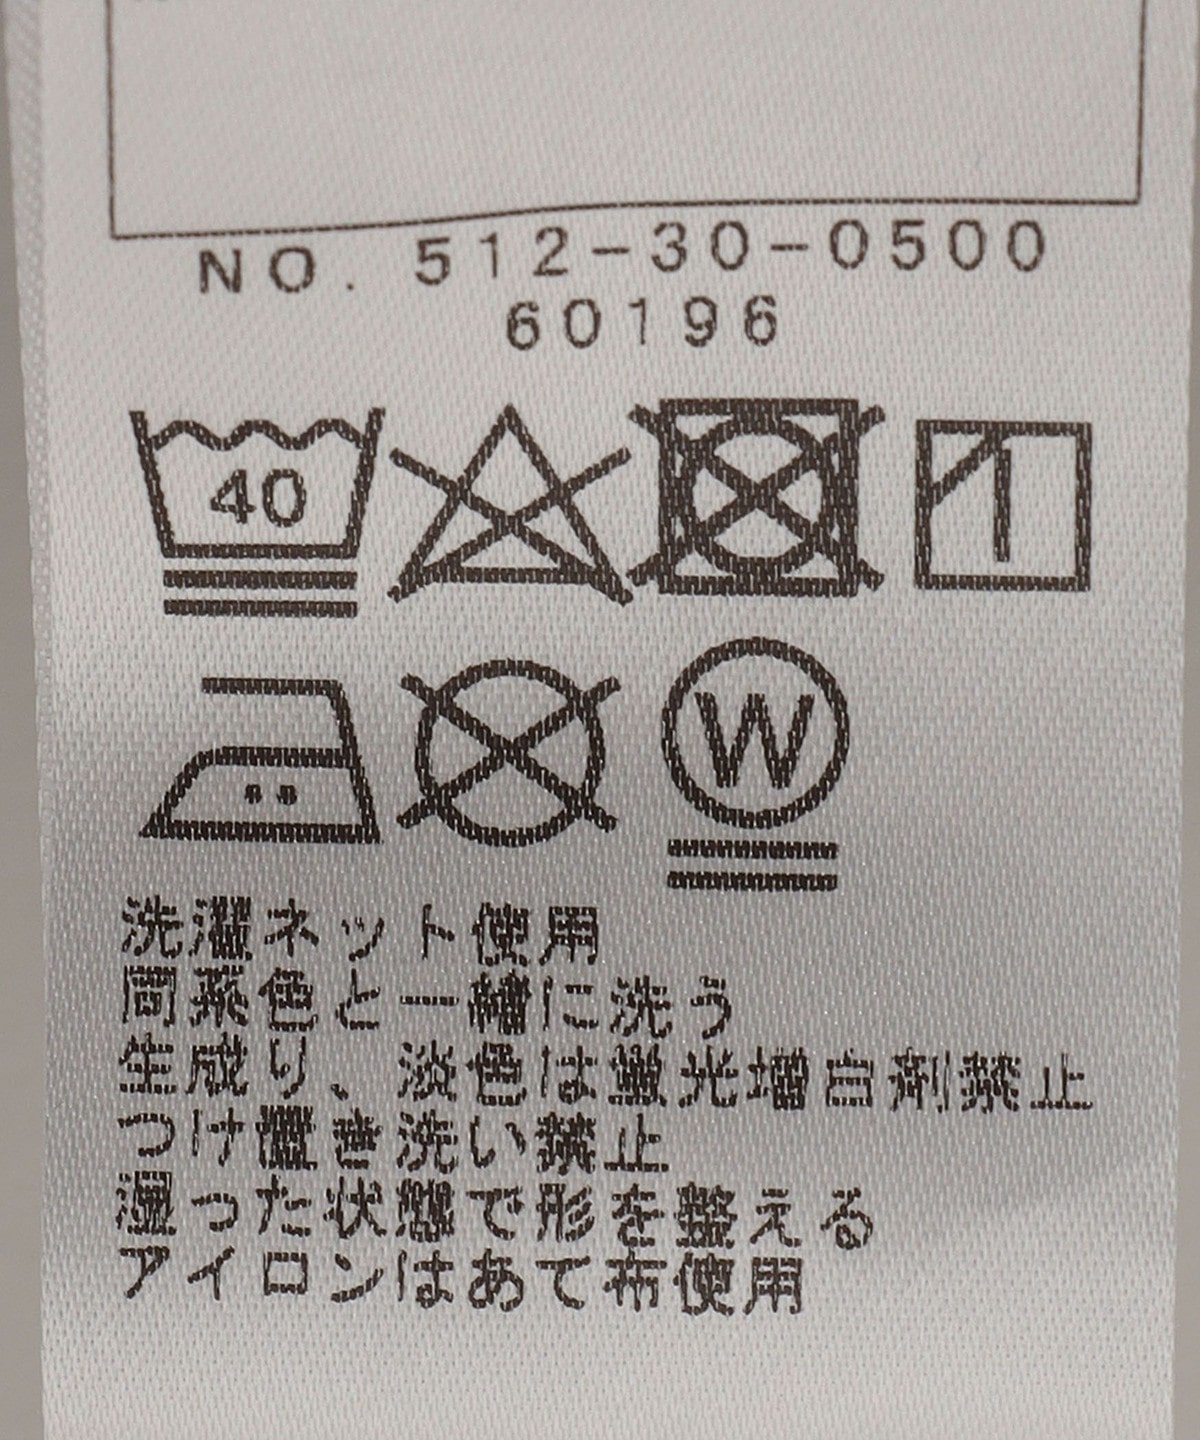 NO. 512-30-0500
60196
40
W
洗濯ネット使用
同系色と一緒に洗う
生成り、淡色は蛍光増白剤禁止
つけ置き洗い禁止
湿った状態で形を整える
アイロンはあて布使用